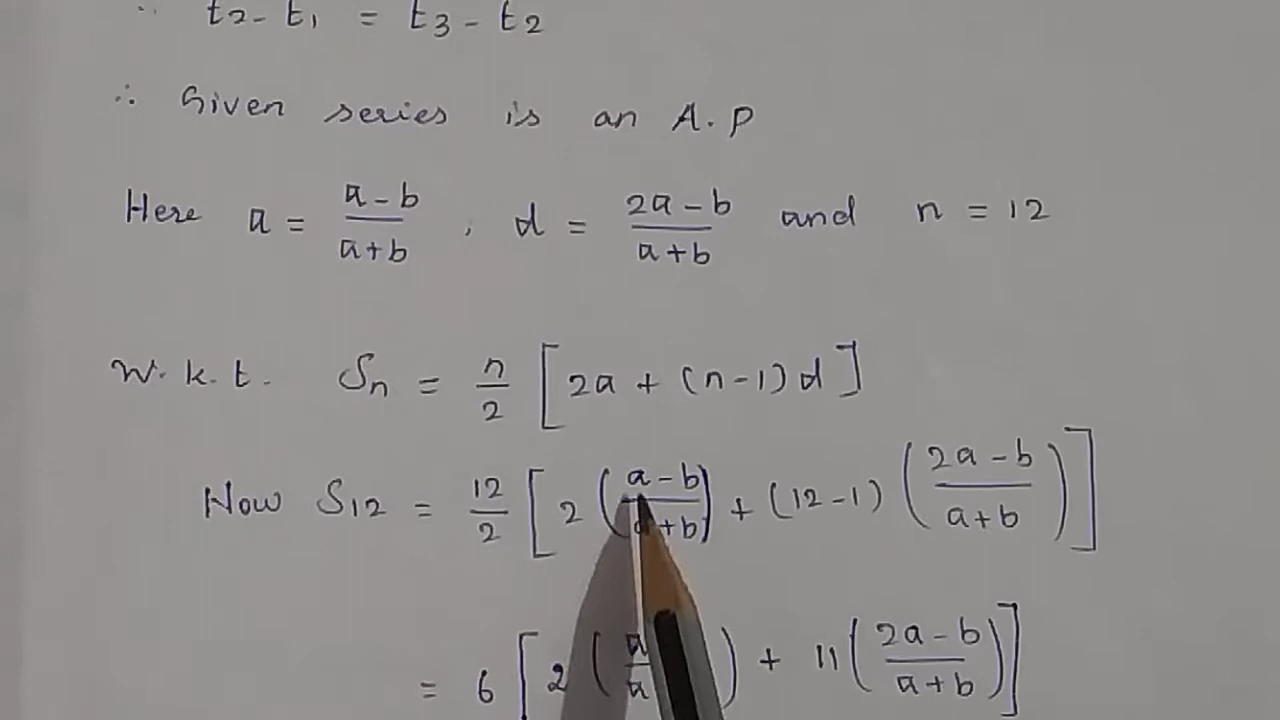 ∴ t₂ - t₁ = t₃ - t₂
∴ Given series is an A.P
Here a = (a - b)/(a + b) , d = (2a - b)/(a + b) and n = 12
W.k.t. Sₙ = n/2 [2a + (n-1)d]
Now S₁₂ = 12/2 [2((a - b)/(a + b)) + (12-1)((2a - b)/(a + b))]
= 6 [2(a/a) + 11((2a - b)/(a + b))]